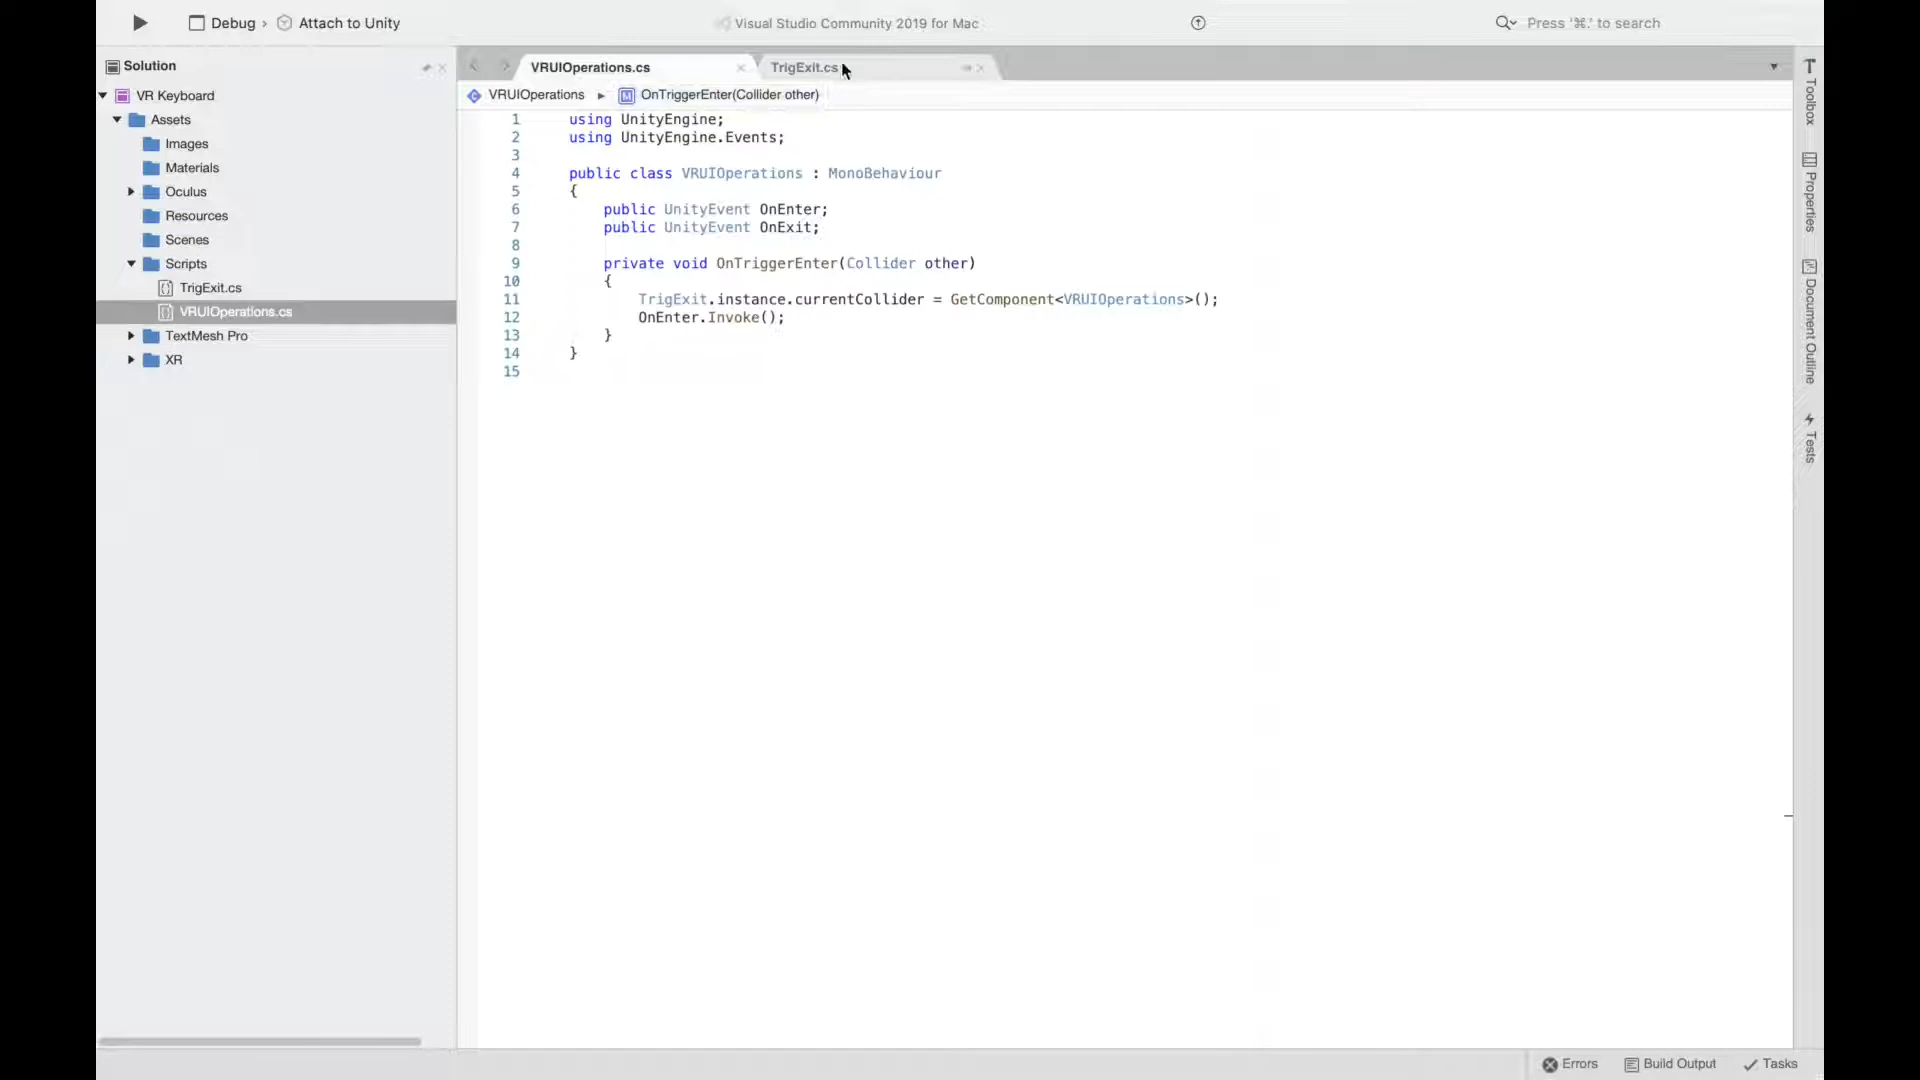 Debug › Attach to Unity
Visual Studio Community 2019 for Mac
Press '⌘.' to search
Solution
VR Keyboard
Assets
Images
Materials
Oculus
Resources
Scenes
Scripts
TrigExit.cs
VRUIOperations.cs
TextMesh Pro
XR
VRUIOperations.cs
TrigExit.cs
VRUIOperations ▸ OnTriggerEnter(Collider other)
1 using UnityEngine;
2 using UnityEngine.Events;
3
4 public class VRUIOperations : MonoBehaviour
5 {
6 public UnityEvent OnEnter;
7 public UnityEvent OnExit;
8
9 private void OnTriggerEnter(Collider other)
10 {
11 TrigExit.instance.currentCollider = GetComponent<VRUIOperations>();
12 OnEnter.Invoke();
13 }
14 }
15
Toolbox
Properties
Document Outline
Tests
Errors
Build Output
Tasks